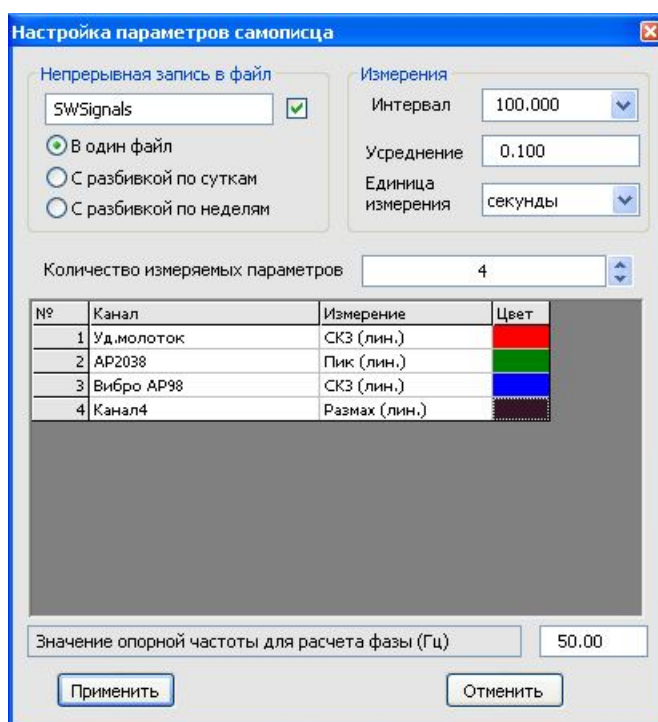 Настройка параметров самописца
Непрерывная запись в файл
SWSignals
В один файл
С разбивкой по суткам
С разбивкой по неделям
Измерения
Интервал 100.000
Усреднение 0.100
Единица
измерения секунды
Количество измеряемых параметров 4
№ Канал Измерение Цвет
1 Уд.молоток СКЗ (лин.)
2 AP2038 Пик (лин.)
3 Вибро AP98 СКЗ (лин.)
4 Канал4 Размах (лин.)
Значение опорной частоты для расчета фазы (Гц) 50.00
Применить Отменить